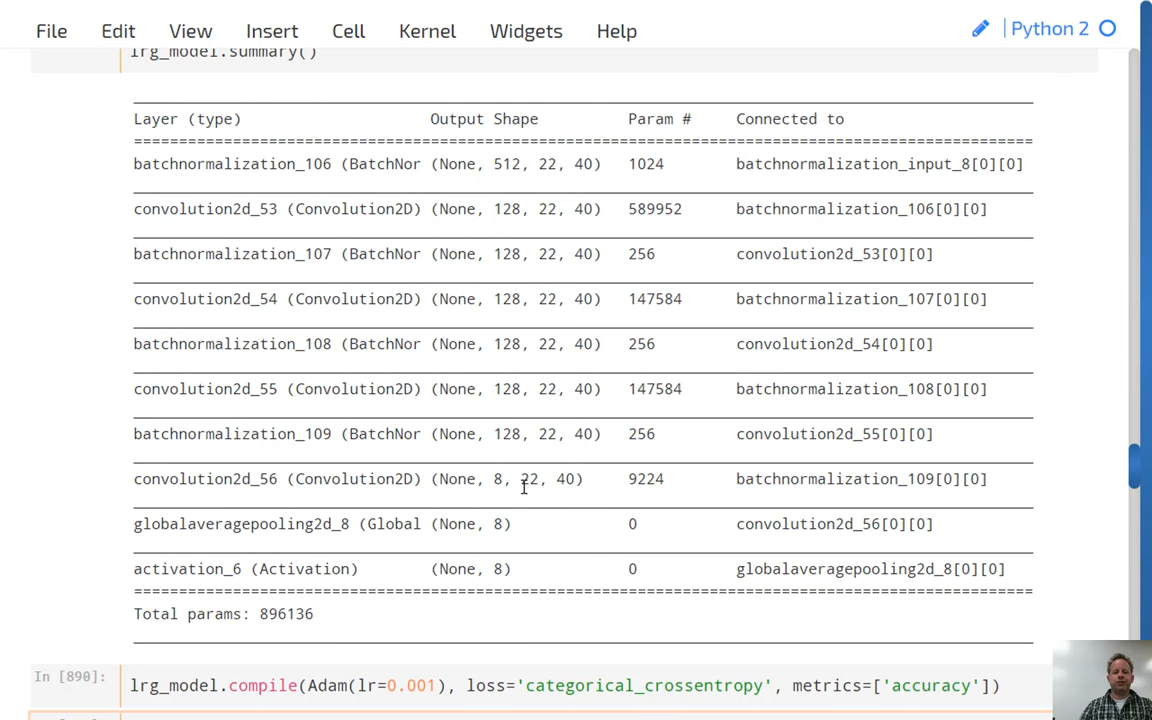 File Edit View Insert Cell Kernel Widgets Help Python 2
lrg_model.summary()
Layer (type) Output Shape Param # Connected to
====================================================================================================
batchnormalization_106 (BatchNor (None, 512, 22, 40) 1024 batchnormalization_input_8[0][0]
convolution2d_53 (Convolution2D) (None, 128, 22, 40) 589952 batchnormalization_106[0][0]
batchnormalization_107 (BatchNor (None, 128, 22, 40) 256 convolution2d_53[0][0]
convolution2d_54 (Convolution2D) (None, 128, 22, 40) 147584 batchnormalization_107[0][0]
batchnormalization_108 (BatchNor (None, 128, 22, 40) 256 convolution2d_54[0][0]
convolution2d_55 (Convolution2D) (None, 128, 22, 40) 147584 batchnormalization_108[0][0]
batchnormalization_109 (BatchNor (None, 128, 22, 40) 256 convolution2d_55[0][0]
convolution2d_56 (Convolution2D) (None, 8, 22, 40) 9224 batchnormalization_109[0][0]
globalaveragepooling2d_8 (Global (None, 8) 0 convolution2d_56[0][0]
activation_6 (Activation) (None, 8) 0 globalaveragepooling2d_8[0][0]
====================================================================================================
Total params: 896136
In [890]: lrg_model.compile(Adam(lr=0.001), loss='categorical_crossentropy', metrics=['accuracy'])